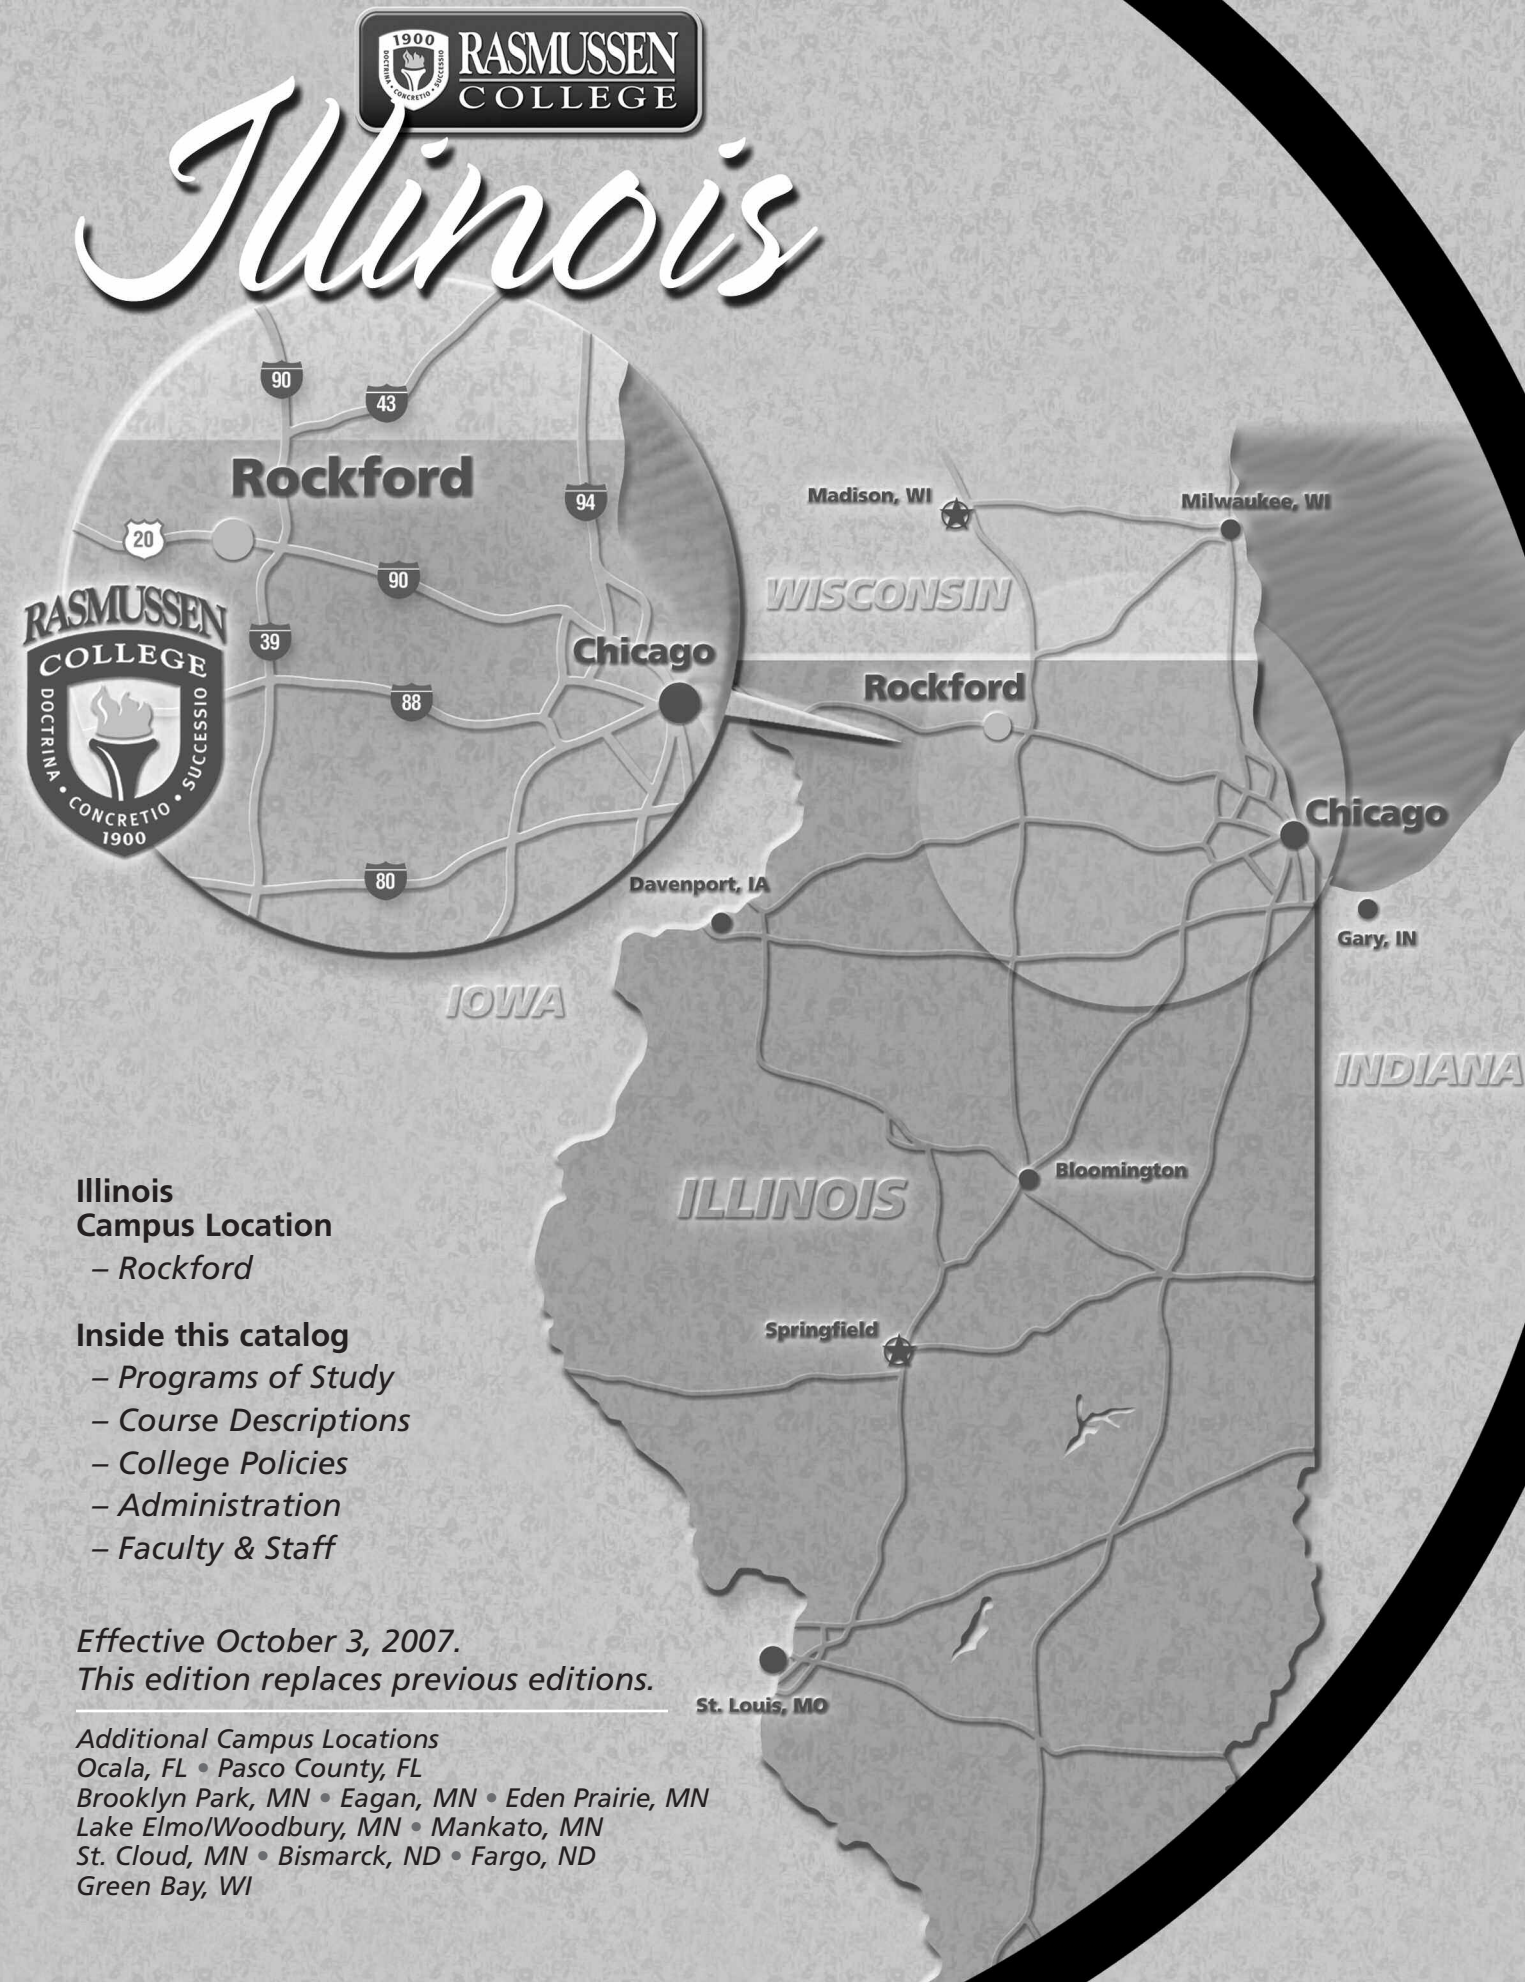 1900
DOCTRINA • CONCRETIO • SUCCESSIO
RASMUSSEN
COLLEGE
Illinois
90
43
Rockford
94
20
90
39
Chicago
88
80
RASMUSSEN
COLLEGE
DOCTRINA • CONCRETIO • SUCCESSIO
1900
Madison, WI
Milwaukee, WI
WISCONSIN
Rockford
Chicago
Davenport, IA
Gary, IN
IOWA
INDIANA
Bloomington
ILLINOIS
Springfield
St. Louis, MO
Illinois
Campus Location
– Rockford
Inside this catalog
– Programs of Study
– Course Descriptions
– College Policies
– Administration
– Faculty & Staff
Effective October 3, 2007.
This edition replaces previous editions.
Additional Campus Locations
Ocala, FL • Pasco County, FL
Brooklyn Park, MN • Eagan, MN • Eden Prairie, MN
Lake Elmo/Woodbury, MN • Mankato, MN
St. Cloud, MN • Bismarck, ND • Fargo, ND
Green Bay, WI